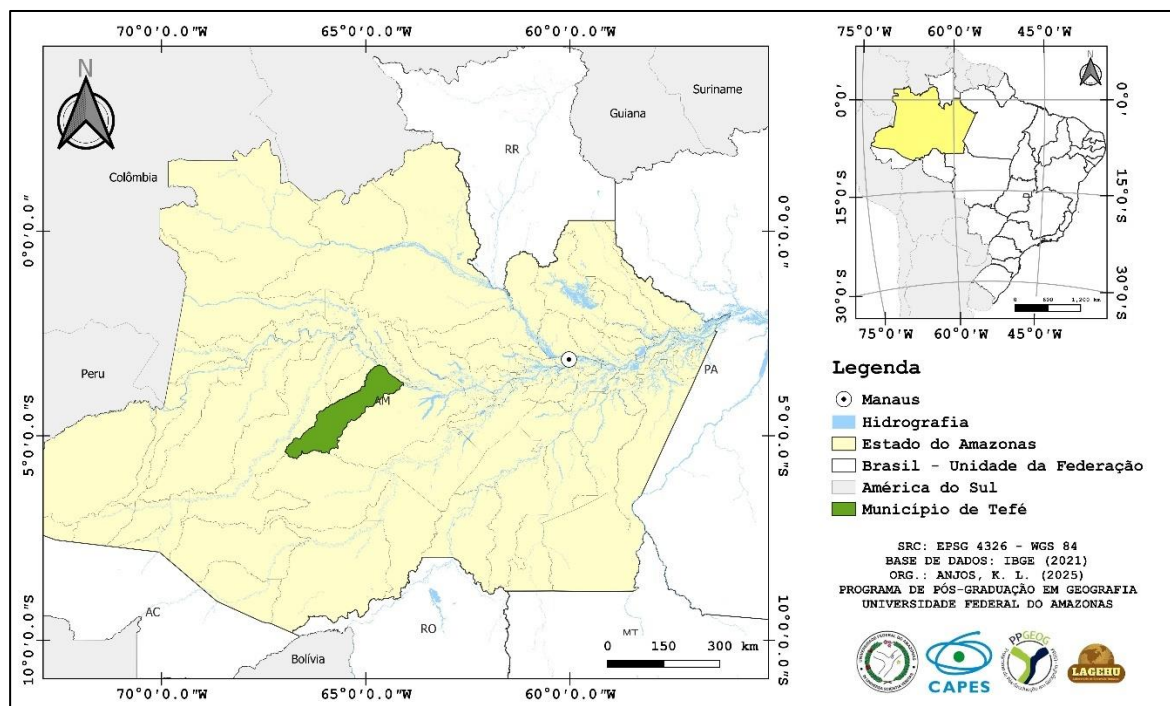 70°0'0.0"W
65°0'0.0"W
60°0'0.0"W
N
Suriname
Guiana
RR
Colômbia
0°0'0.0"
0°0'0.0"
Peru
AM
PA
5°0'0.0"S
5°0'0.0"S
AC
RO
MT
Bolívia
10°0'0.0"S
10°0'0.0"S
0
150
300 km
70°0'0.0"W
65°0'0.0"W
60°0'0.0"W
75°0'W
60°0'W
45°0'W
N
0°0'
0°0'
15°0'S
15°0'S
30°0'S
30°0'S
0
600
1,200 km
75°0'W
60°0'W
45°0'W
Legenda
Manaus
Hidrografia
Estado do Amazonas
Brasil - Unidade da Federação
América do Sul
Município de Tefé
SRC: EPSG 4326 - WGS 84
BASE DE DADOS: IBGE (2021)
ORG.: ANJOS, K. L. (2025)
PROGRAMA DE PÓS-GRADUAÇÃO EM GEOGRAFIA
UNIVERSIDADE FEDERAL DO AMAZONAS
CAPES
PPGEOG
LAGEHU